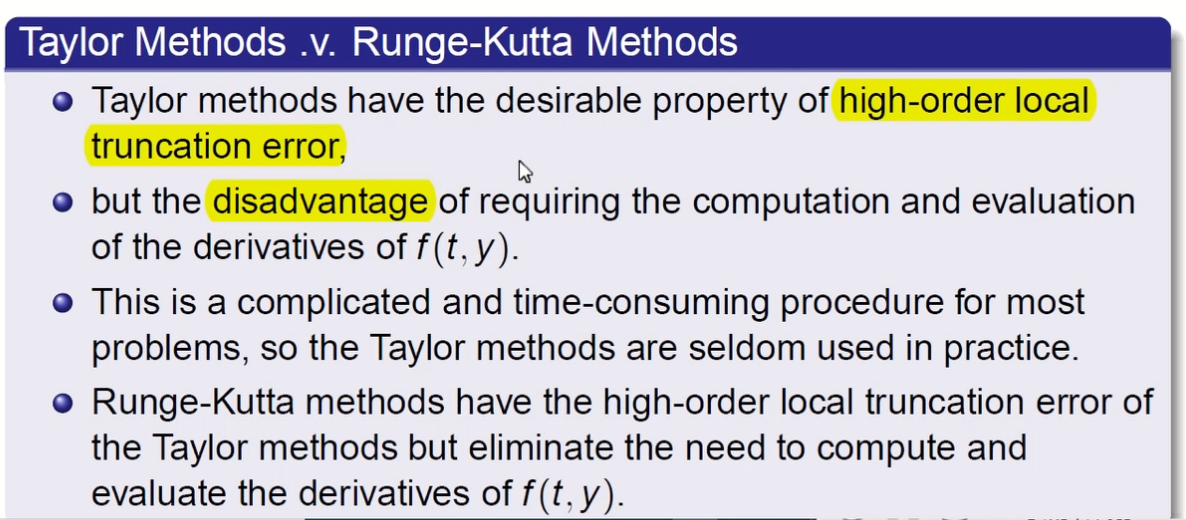 Taylor Methods .v. Runge-Kutta Methods
Taylor methods have the desirable property of high-order local
truncation error,
but the disadvantage of requiring the computation and evaluation
of the derivatives of f(t, y).
This is a complicated and time-consuming procedure for most
problems, so the Taylor methods are seldom used in practice.
Runge-Kutta methods have the high-order local truncation error of
the Taylor methods but eliminate the need to compute and
evaluate the derivatives of f(t, y).